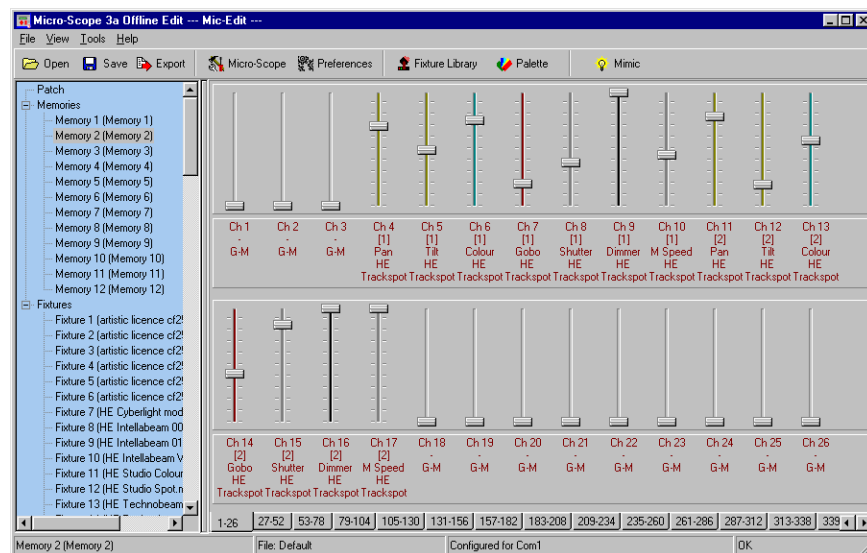 Micro-Scope 3a Offline Edit --- Mic-Edit ---
File View Tools Help
Open Save Export Micro-Scope Preferences Fixture Library Palette Mimic
Patch
Memories
Memory 1 (Memory 1)
Memory 2 (Memory 2)
Memory 3 (Memory 3)
Memory 4 (Memory 4)
Memory 5 (Memory 5)
Memory 6 (Memory 6)
Memory 7 (Memory 7)
Memory 8 (Memory 8)
Memory 9 (Memory 9)
Memory 10 (Memory 10)
Memory 11 (Memory 11)
Memory 12 (Memory 12)
Fixtures
Fixture 1 (artistic licence cf2
Fixture 2 (artistic licence cf2
Fixture 3 (artistic licence cf2
Fixture 4 (artistic licence cf2
Fixture 5 (artistic licence cf2
Fixture 6 (artistic licence cf2
Fixture 7 (HE Cyberlight mod
Fixture 8 (HE Intellabeam 00
Fixture 9 (HE Intellabeam 01
Fixture 10 (HE Intellabeam V
Fixture 11 (HE Studio Colour
Fixture 12 (HE Studio Spot.m
Fixture 13 (HE Technobeam
Ch 1 Ch 2 Ch 3 Ch 4 Ch 5 Ch 6 Ch 7 Ch 8 Ch 9 Ch 10 Ch 11 Ch 12 Ch 13
- - - [1] [1] [1] [1] [1] [1] [1] [2] [2] [2]
G-M G-M G-M Pan Tilt Colour Gobo Shutter Dimmer M Speed Pan Tilt Colour
HE HE HE HE HE HE HE HE HE HE
Trackspot Trackspot Trackspot Trackspot Trackspot Trackspot Trackspot Trackspot Trackspot Trackspot
Ch 14 Ch 15 Ch 16 Ch 17 Ch 18 Ch 19 Ch 20 Ch 21 Ch 22 Ch 23 Ch 24 Ch 25 Ch 26
[2] [2] [2] [2] - - - - - - - - -
Gobo Shutter Dimmer M Speed G-M G-M G-M G-M G-M G-M G-M G-M G-M
HE HE HE HE
Trackspot Trackspot Trackspot Trackspot
1-26 27-52 53-78 79-104 105-130 131-156 157-182 183-208 209-234 235-260 261-286 287-312 313-338 339
Memory 2 (Memory 2) File: Default Configured for Com1 OK